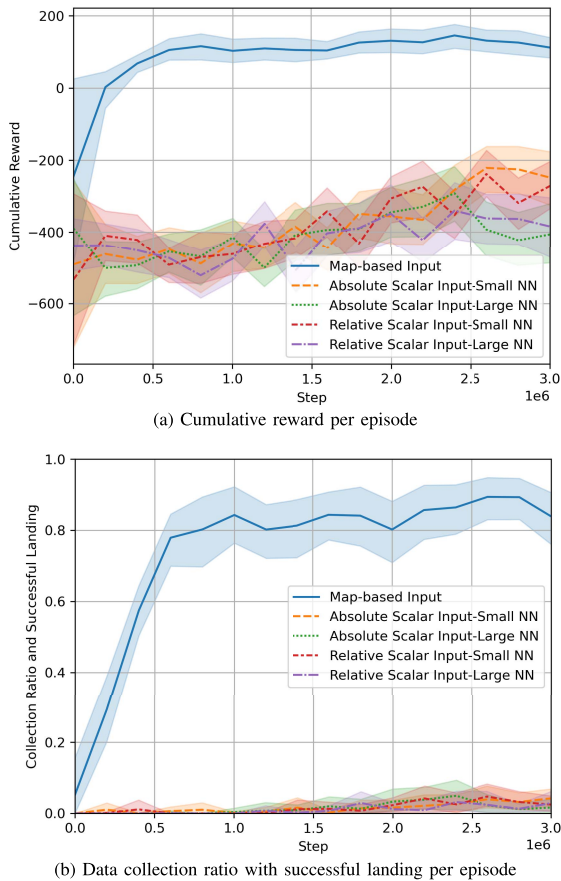 200
0
−200
−400
−600
Cumulative Reward
Map-based Input
Absolute Scalar Input-Small NN
Absolute Scalar Input-Large NN
Relative Scalar Input-Small NN
Relative Scalar Input-Large NN
0.0 0.5 1.0 1.5 2.0 2.5 3.0
Step
1e6
(a) Cumulative reward per episode
1.0
0.8
0.6
0.4
0.2
0.0
Collection Ratio and Successful Landing
Map-based Input
Absolute Scalar Input-Small NN
Absolute Scalar Input-Large NN
Relative Scalar Input-Small NN
Relative Scalar Input-Large NN
0.0 0.5 1.0 1.5 2.0 2.5 3.0
Step
1e6
(b) Data collection ratio with successful landing per episode